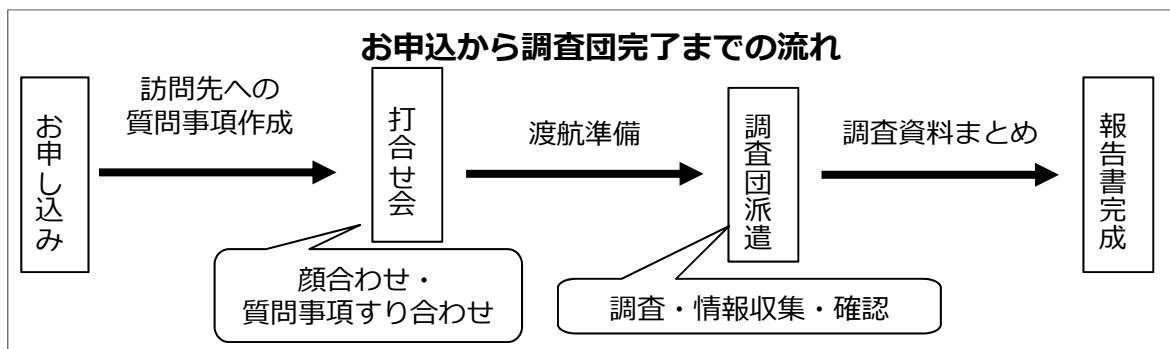 お申込から調査団完了までの流れ
お申し込み
訪問先への
質問事項作成
打合せ会
渡航準備
調査団派遣
調査資料まとめ
報告書完成
顔合わせ・
質問事項すり合わせ
調査・情報収集・確認